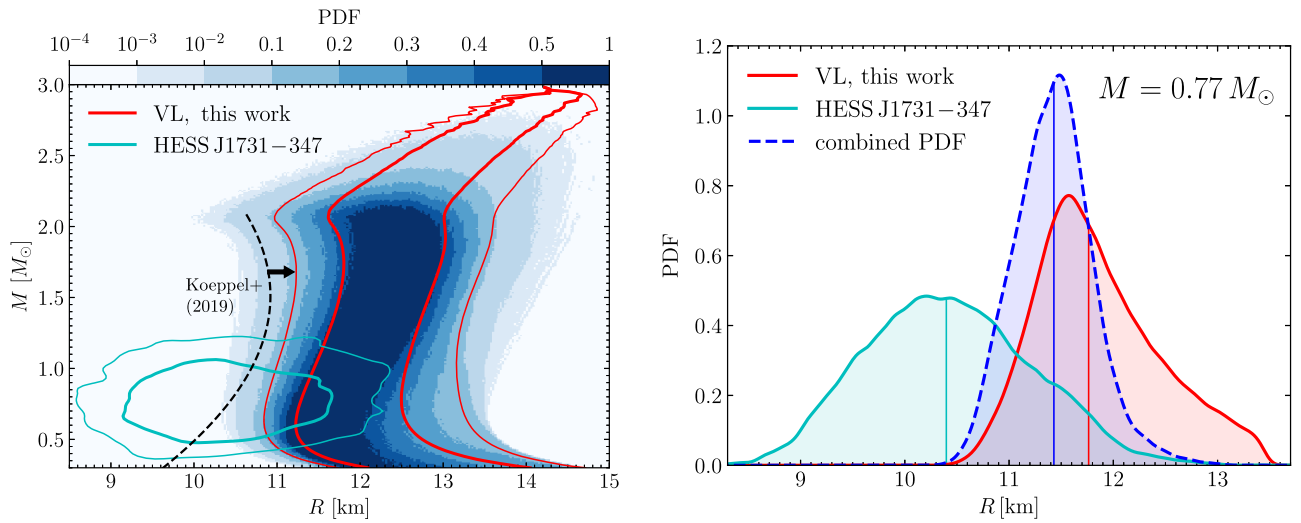 PDF
10⁻⁴ 10⁻³ 10⁻² 0.1 0.2 0.3 0.4 0.5 1
VL, this work
HESS J1731−347
Koeppel+
(2019)
3.0
2.5
2.0
1.5
1.0
0.5
M [M⊙]
9 10 11 12 13 14 15
R [km]
VL, this work
HESS J1731−347
combined PDF
M = 0.77 M⊙
1.2
1.0
0.8
0.6
0.4
0.2
0.0
PDF
9 10 11 12 13
R [km]